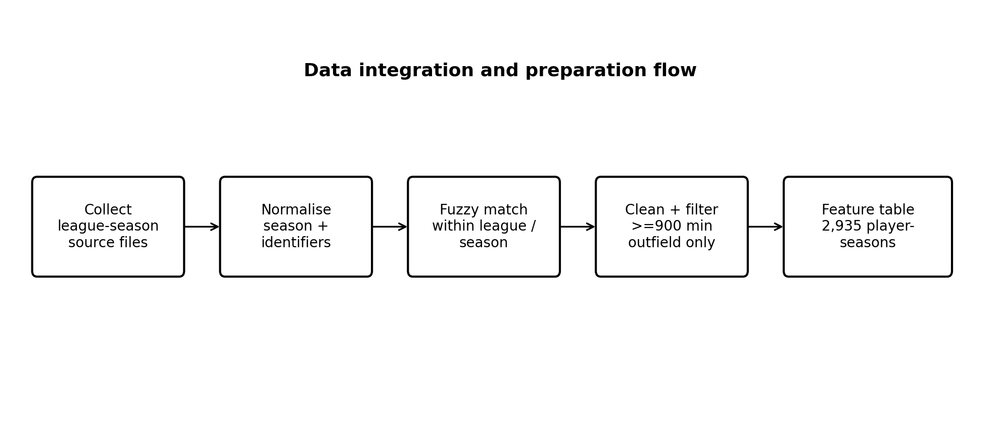 Data integration and preparation flow
Collect
league-season
source files
Normalise
season +
identifiers
Fuzzy match
within league /
season
Clean + filter
>=900 min
outfield only
Feature table
2,935 player-
seasons